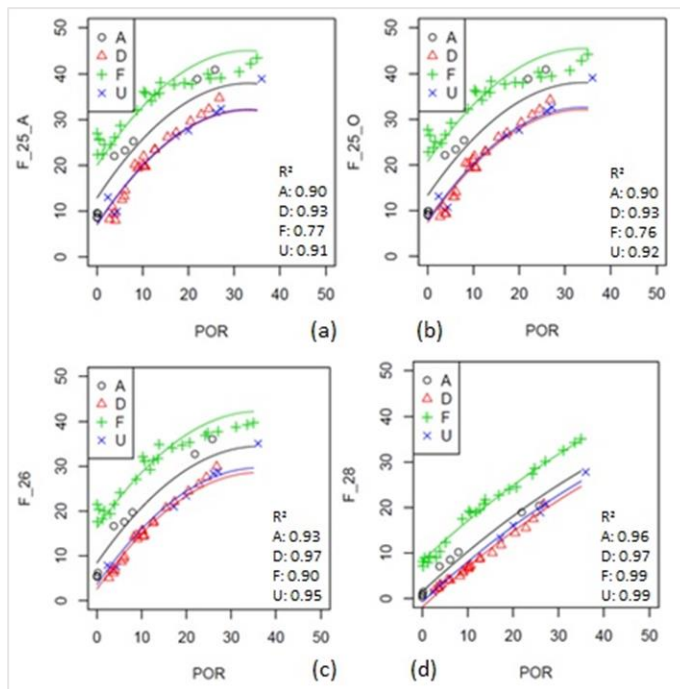 A
D
F
U
F_25_A
50
40
30
20
10
0
R²
A: 0.90
D: 0.93
F: 0.77
U: 0.91
0 10 20 30 40 50
POR
(a)
A
D
F
U
F_25_O
50
40
30
20
10
0
R²
A: 0.90
D: 0.93
F: 0.76
U: 0.92
0 10 20 30 40 50
POR
(b)
A
D
F
U
F_26
50
40
30
20
10
0
R²
A: 0.93
D: 0.97
F: 0.90
U: 0.95
0 10 20 30 40 50
POR
(c)
A
D
F
U
F_28
50
40
30
20
10
0
R²
A: 0.96
D: 0.97
F: 0.99
U: 0.99
0 10 20 30 40 50
POR
(d)